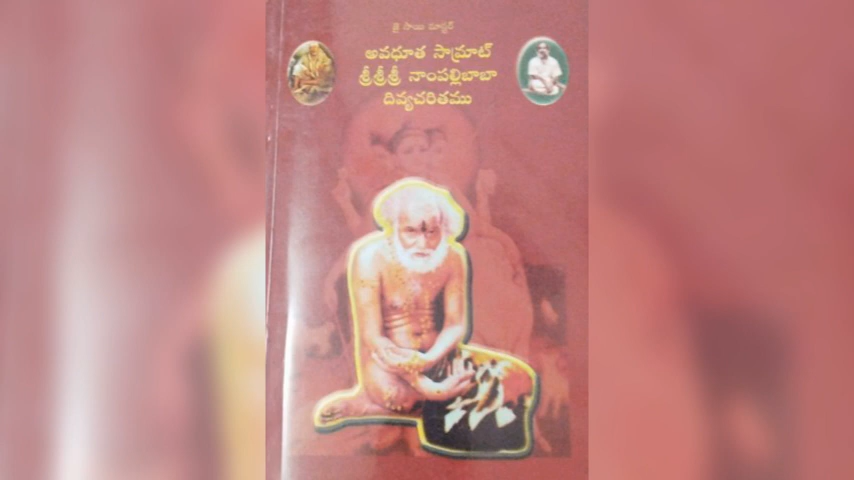 జై సాయి మాస్టర్
అవధూత సామ్రాట్
శ్రీశ్రీశ్రీ నాంపల్లిబాబా
దివ్యచరితము